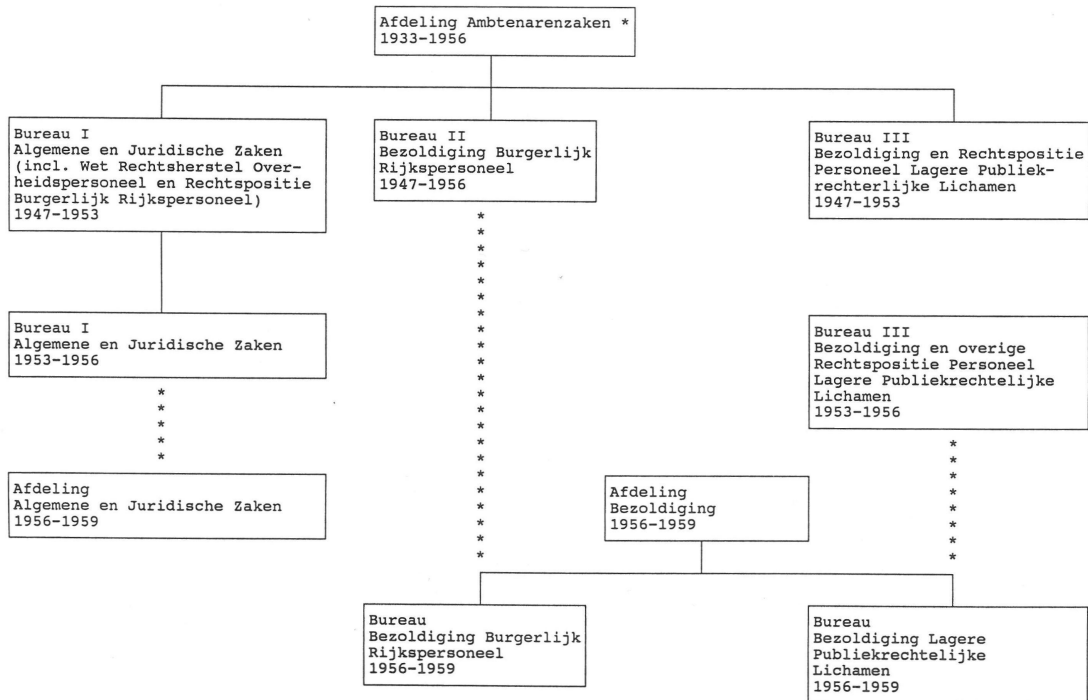 Afdeling Ambtenarenzaken *
1933-1956
Bureau I
Algemene en Juridische Zaken
(incl. Wet Rechtsherstel Over-
heidspersoneel en Rechtspositie
Burgerlijk Rijkspersoneel)
1947-1953
Bureau II
Bezoldiging Burgerlijk
Rijkspersoneel
1947-1956
Bureau III
Bezoldiging en Rechtspositie
Personeel Lagere Publiek-
rechterlijke Lichamen
1947-1953
Bureau I
Algemene en Juridische Zaken
1953-1956
Bureau III
Bezoldiging en overige
Rechtspositie Personeel
Lagere Publiekrechtelijke
Lichamen
1953-1956
Afdeling
Algemene en Juridische Zaken
1956-1959
Afdeling
Bezoldiging
1956-1959
Bureau
Bezoldiging Burgerlijk
Rijkspersoneel
1956-1959
Bureau
Bezoldiging Lagere
Publiekrechtelijke
Lichamen
1956-1959